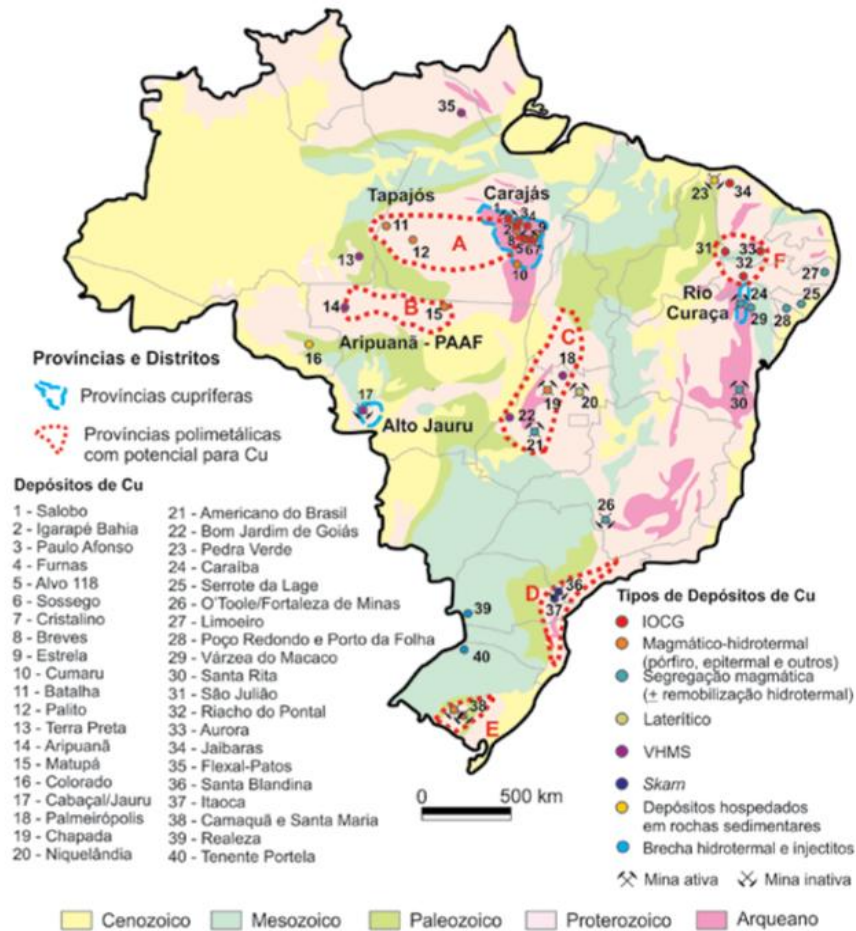 35
Tapajós
Carajás
1
3
4
2
9
8
5
6
7
10
11
12
A
13
14
B
15
Aripuanã - PAAF
16
17
Alto Jauru
C
18
19
20
21
22
23
34
31
33
F
32
27
Rio
Curaça
24
25
29
28
30
26
D
36
37
39
40
38
E
Províncias e Distritos
Províncias cupríferas
Províncias polimetálicas
com potencial para Cu
Depósitos de Cu
1 - Salobo
2 - Igarapé Bahia
3 - Paulo Afonso
4 - Furnas
5 - Alvo 118
6 - Sossego
7 - Cristalino
8 - Breves
9 - Estrela
10 - Cumaru
11 - Batalha
12 - Palito
13 - Terra Preta
14 - Aripuanã
15 - Matupá
16 - Colorado
17 - Cabaçal/Jauru
18 - Palmeirópolis
19 - Chapada
20 - Niquelândia
21 - Americano do Brasil
22 - Bom Jardim de Goiás
23 - Pedra Verde
24 - Caraíba
25 - Serrote da Lage
26 - O'Toole/Fortaleza de Minas
27 - Limoeiro
28 - Poço Redondo e Porto da Folha
29 - Várzea do Macaco
30 - Santa Rita
31 - São Julião
32 - Riacho do Pontal
33 - Aurora
34 - Jaibaras
35 - Flexal-Patos
36 - Santa Blandina
37 - Itaoca
38 - Camaquã e Santa Maria
39 - Realeza
40 - Tenente Portela
0 500 km
Tipos de Depósitos de Cu
IOCG
Magmático-hidrotermal
(pórfiro, epitermal e outros)
Segregação magmática
(± remobilização hidrotermal)
Laterítico
VHMS
Skarn
Depósitos hospedados
em rochas sedimentares
Brecha hidrotermal e injectitos
Mina ativa Mina inativa
Cenozoico Mesozoico Paleozoico Proterozoico Arqueano